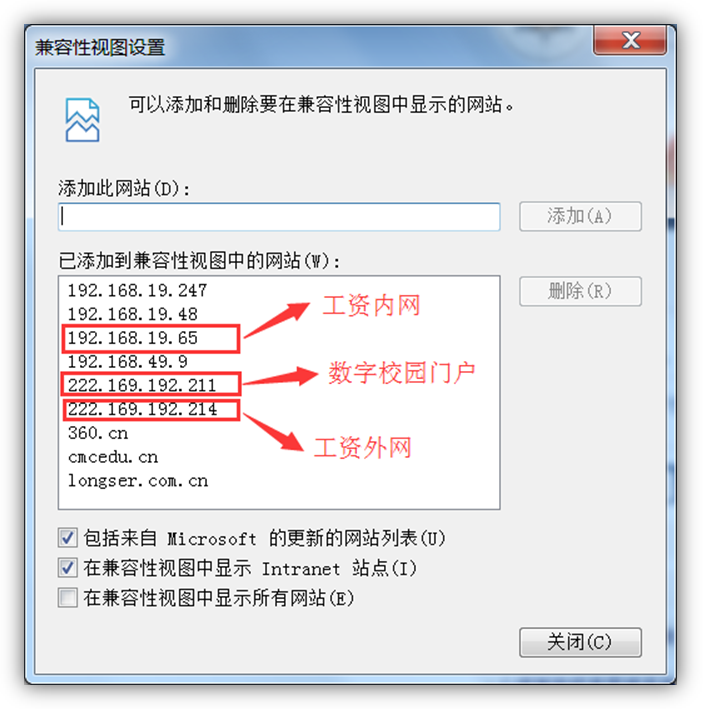 兼容性视图设置
可以添加和删除要在兼容性视图中显示的网站。
添加此网站(D):
添加(A)
已添加到兼容性视图中的网站(W):
删除(R)
192.168.19.247
192.168.19.48
192.168.19.65
工资内网
192.168.49.9
222.169.192.211
数字校园门户
222.169.192.214
工资外网
360.cn
cmcedu.cn
longser.com.cn
包括来自 Microsoft 的更新的网站列表(U)
在兼容性视图中显示 Intranet 站点(I)
在兼容性视图中显示所有网站(E)
关闭(C)